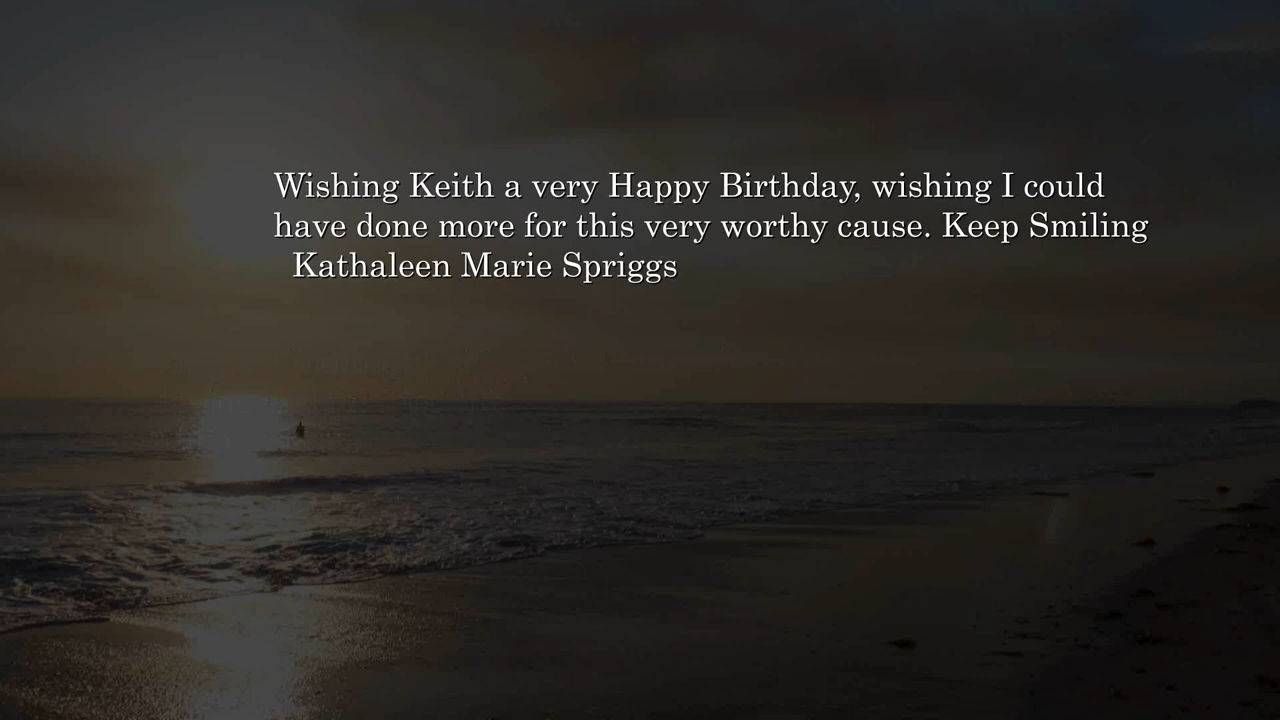 Wishing Keith a very Happy Birthday, wishing I could
have done more for this very worthy cause. Keep Smiling
Kathaleen Marie Spriggs